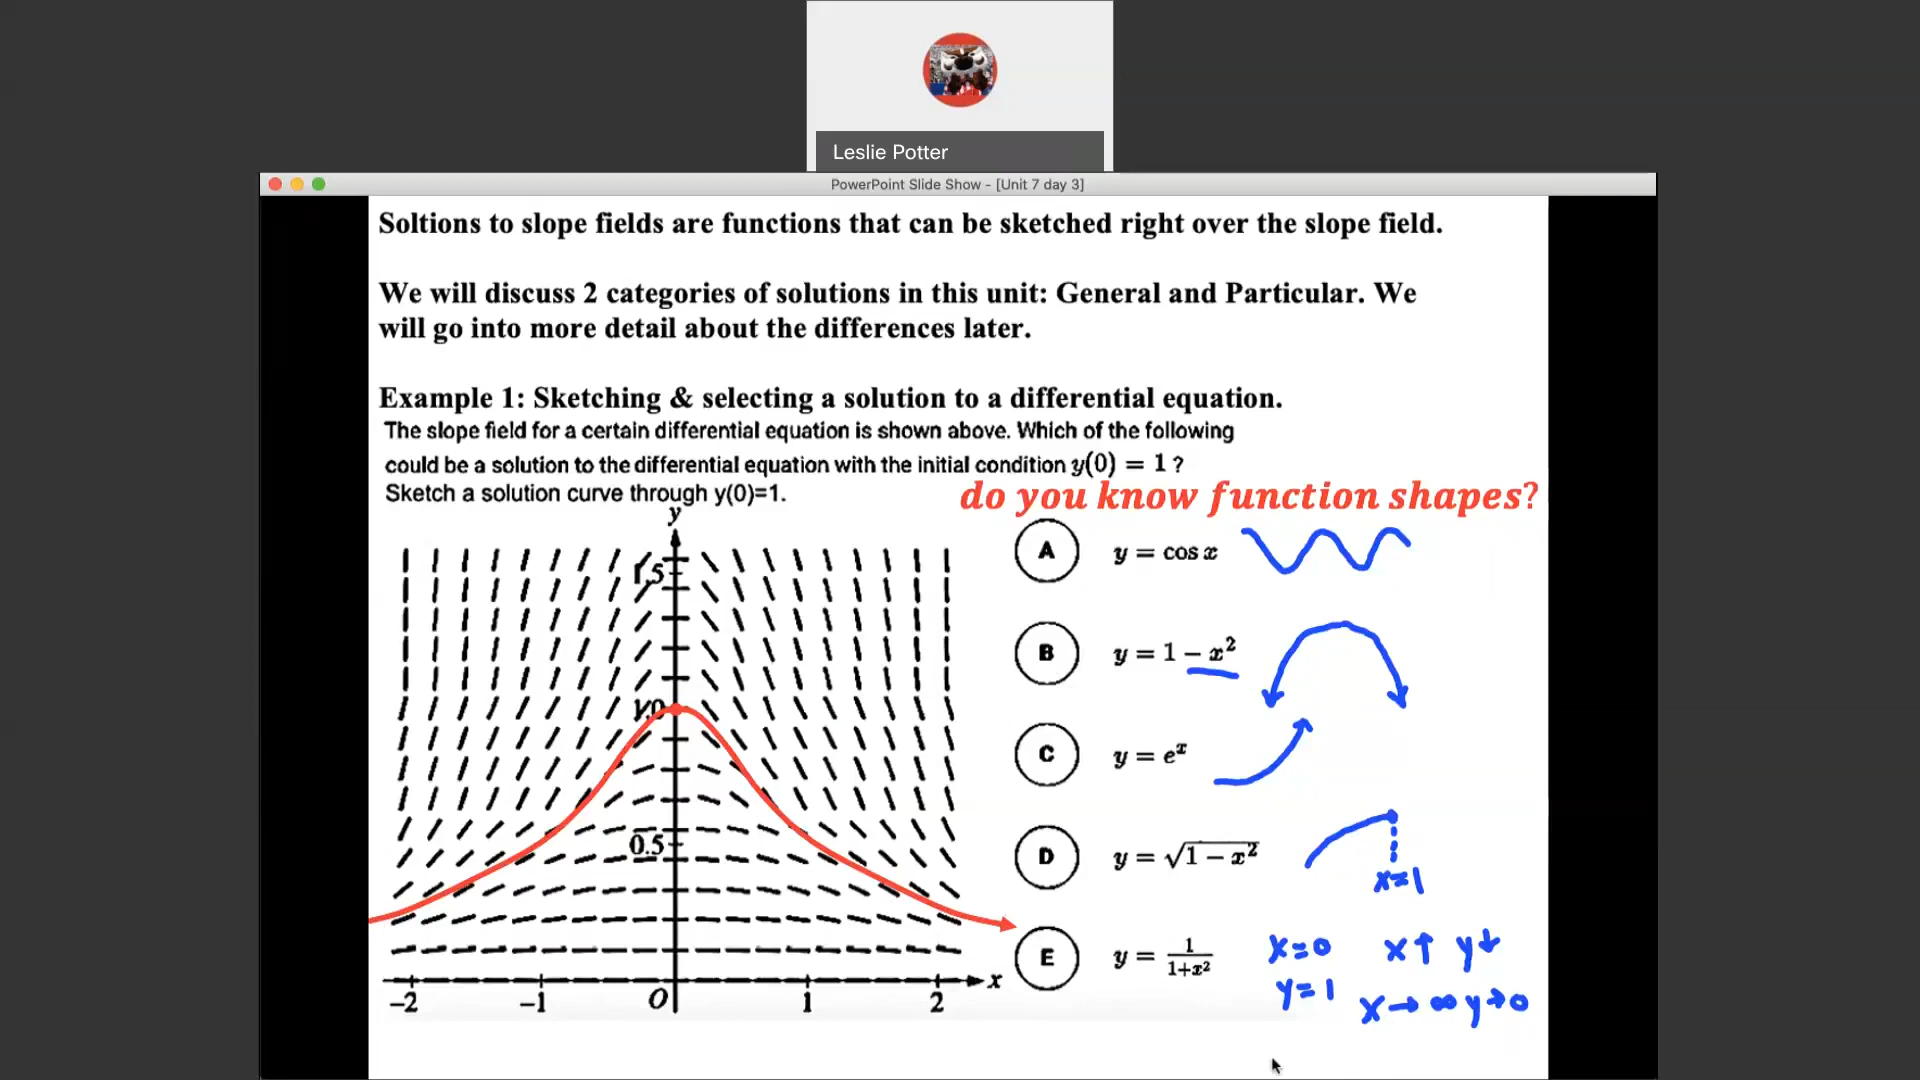 Leslie Potter
PowerPoint Slide Show - [Unit 7 day 3]
Soltions to slope fields are functions that can be sketched right over the slope field.
We will discuss 2 categories of solutions in this unit: General and Particular. We
will go into more detail about the differences later.
Example 1: Sketching & selecting a solution to a differential equation.
The slope field for a certain differential equation is shown above. Which of the following
could be a solution to the differential equation with the initial condition y(0) = 1 ?
Sketch a solution curve through y(0)=1.
do you know function shapes?
y
1.5
1.0
0.5
-2 -1 O 1 2 x
A y = cos x
B y = 1 − x²
C y = eˣ
D y = √(1 − x²)
x=1
E y = 1/(1+x²)
x=0 x↑ y↓
y=1 x→∞ y→0